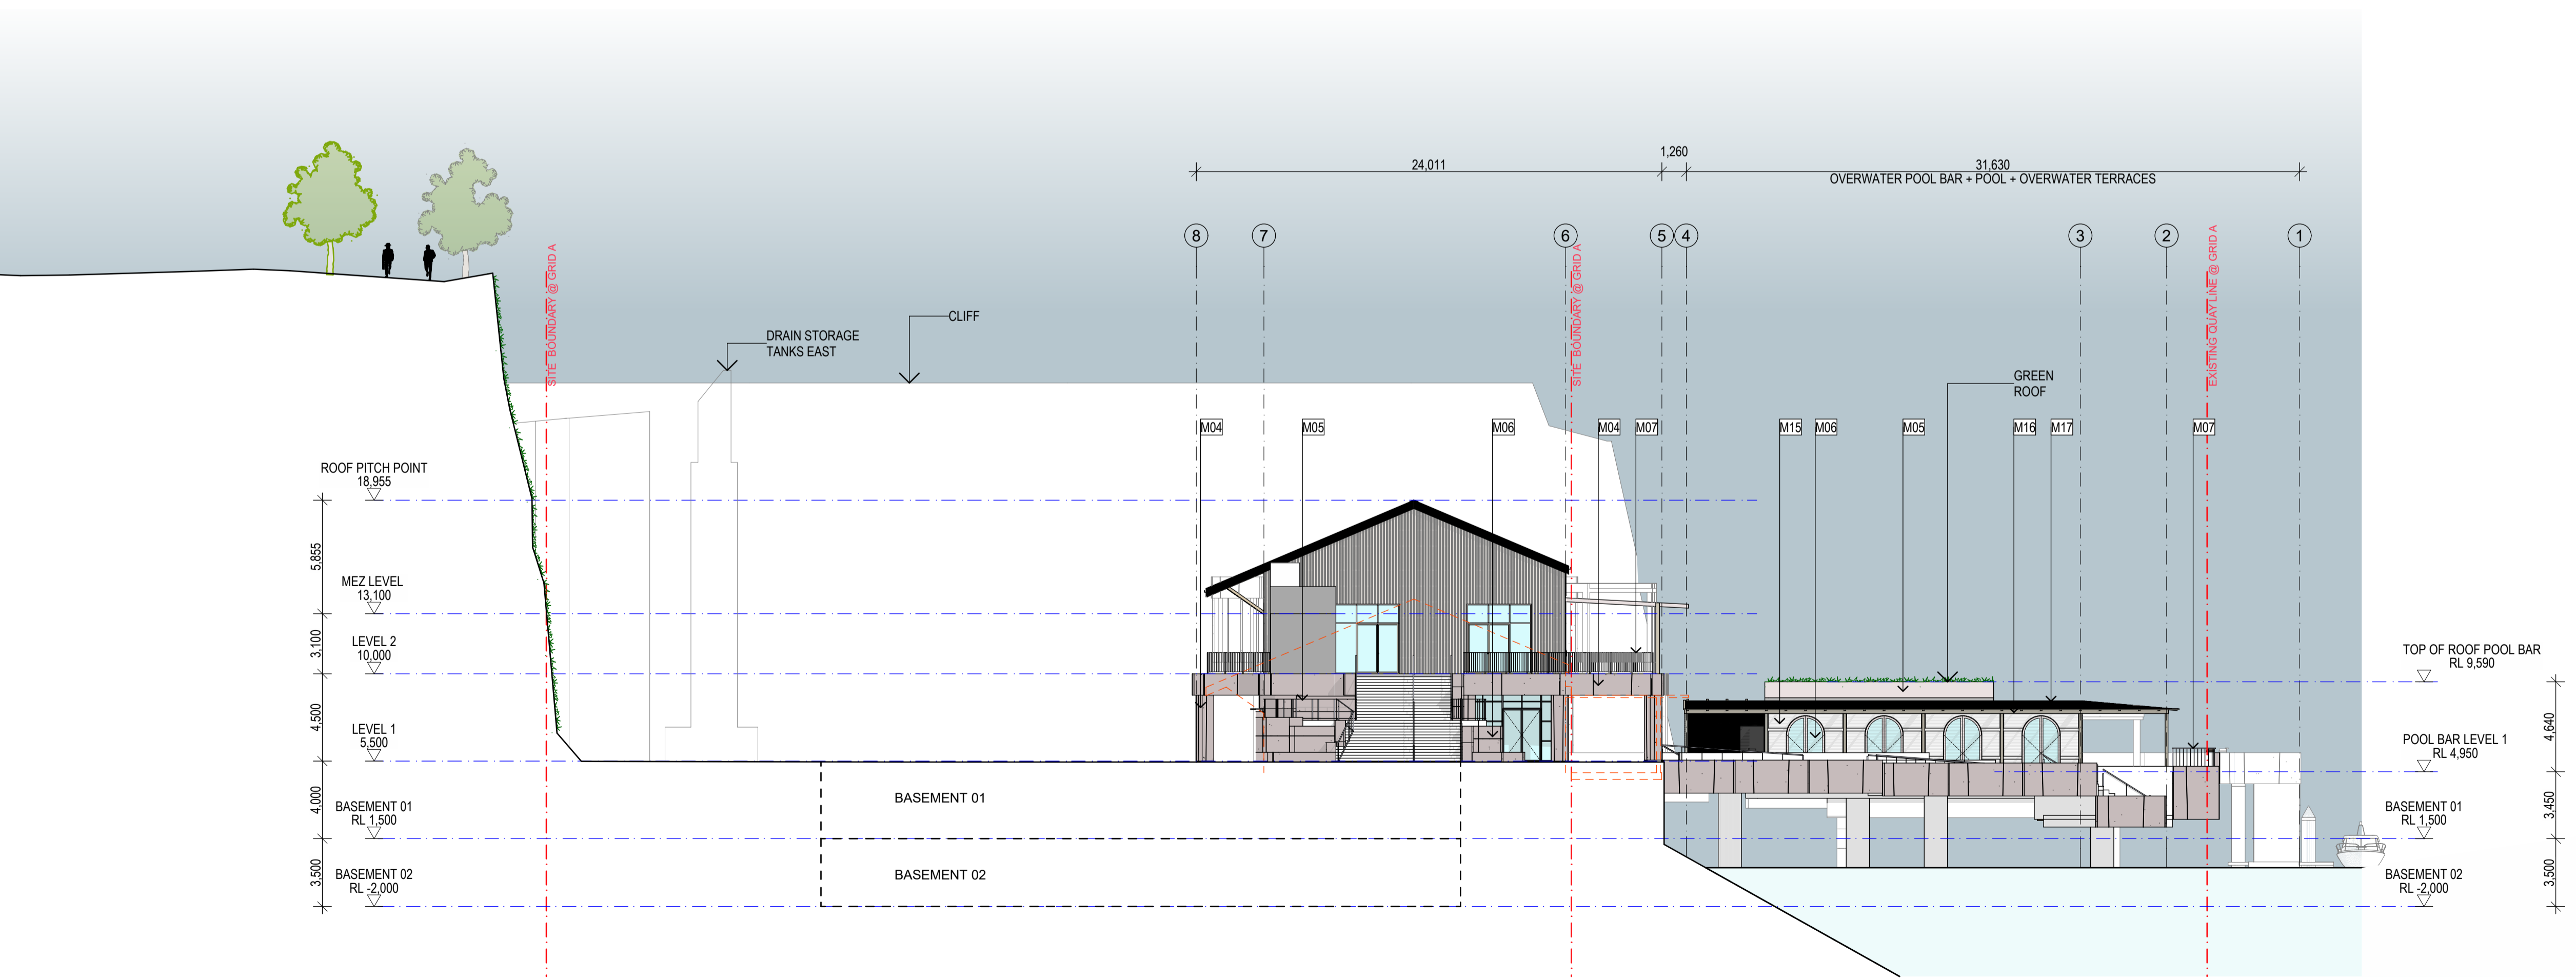 1,260
24,011
31,630
OVERWATER POOL BAR + POOL + OVERWATER TERRACES
8
7
6
5
4
3
2
1
SITE BOUNDARY @ GRID A
SITE BOUNDARY @ GRID A
EXISTING QUAY LINE @ GRID A
CLIFF
DRAIN STORAGE
TANKS EAST
GREEN
ROOF
M04
M05
M06
M04
M07
M15
M06
M05
M16
M17
M07
ROOF PITCH POINT
18,955
5,855
MEZ LEVEL
13,100
3,100
LEVEL 2
10,000
4,500
LEVEL 1
5,500
4,000
BASEMENT 01
RL 1,500
3,500
BASEMENT 02
RL -2,000
BASEMENT 01
BASEMENT 02
TOP OF ROOF POOL BAR
RL 9,590
4,640
POOL BAR LEVEL 1
RL 4,950
3,450
BASEMENT 01
RL 1,500
3,500
BASEMENT 02
RL -2,000